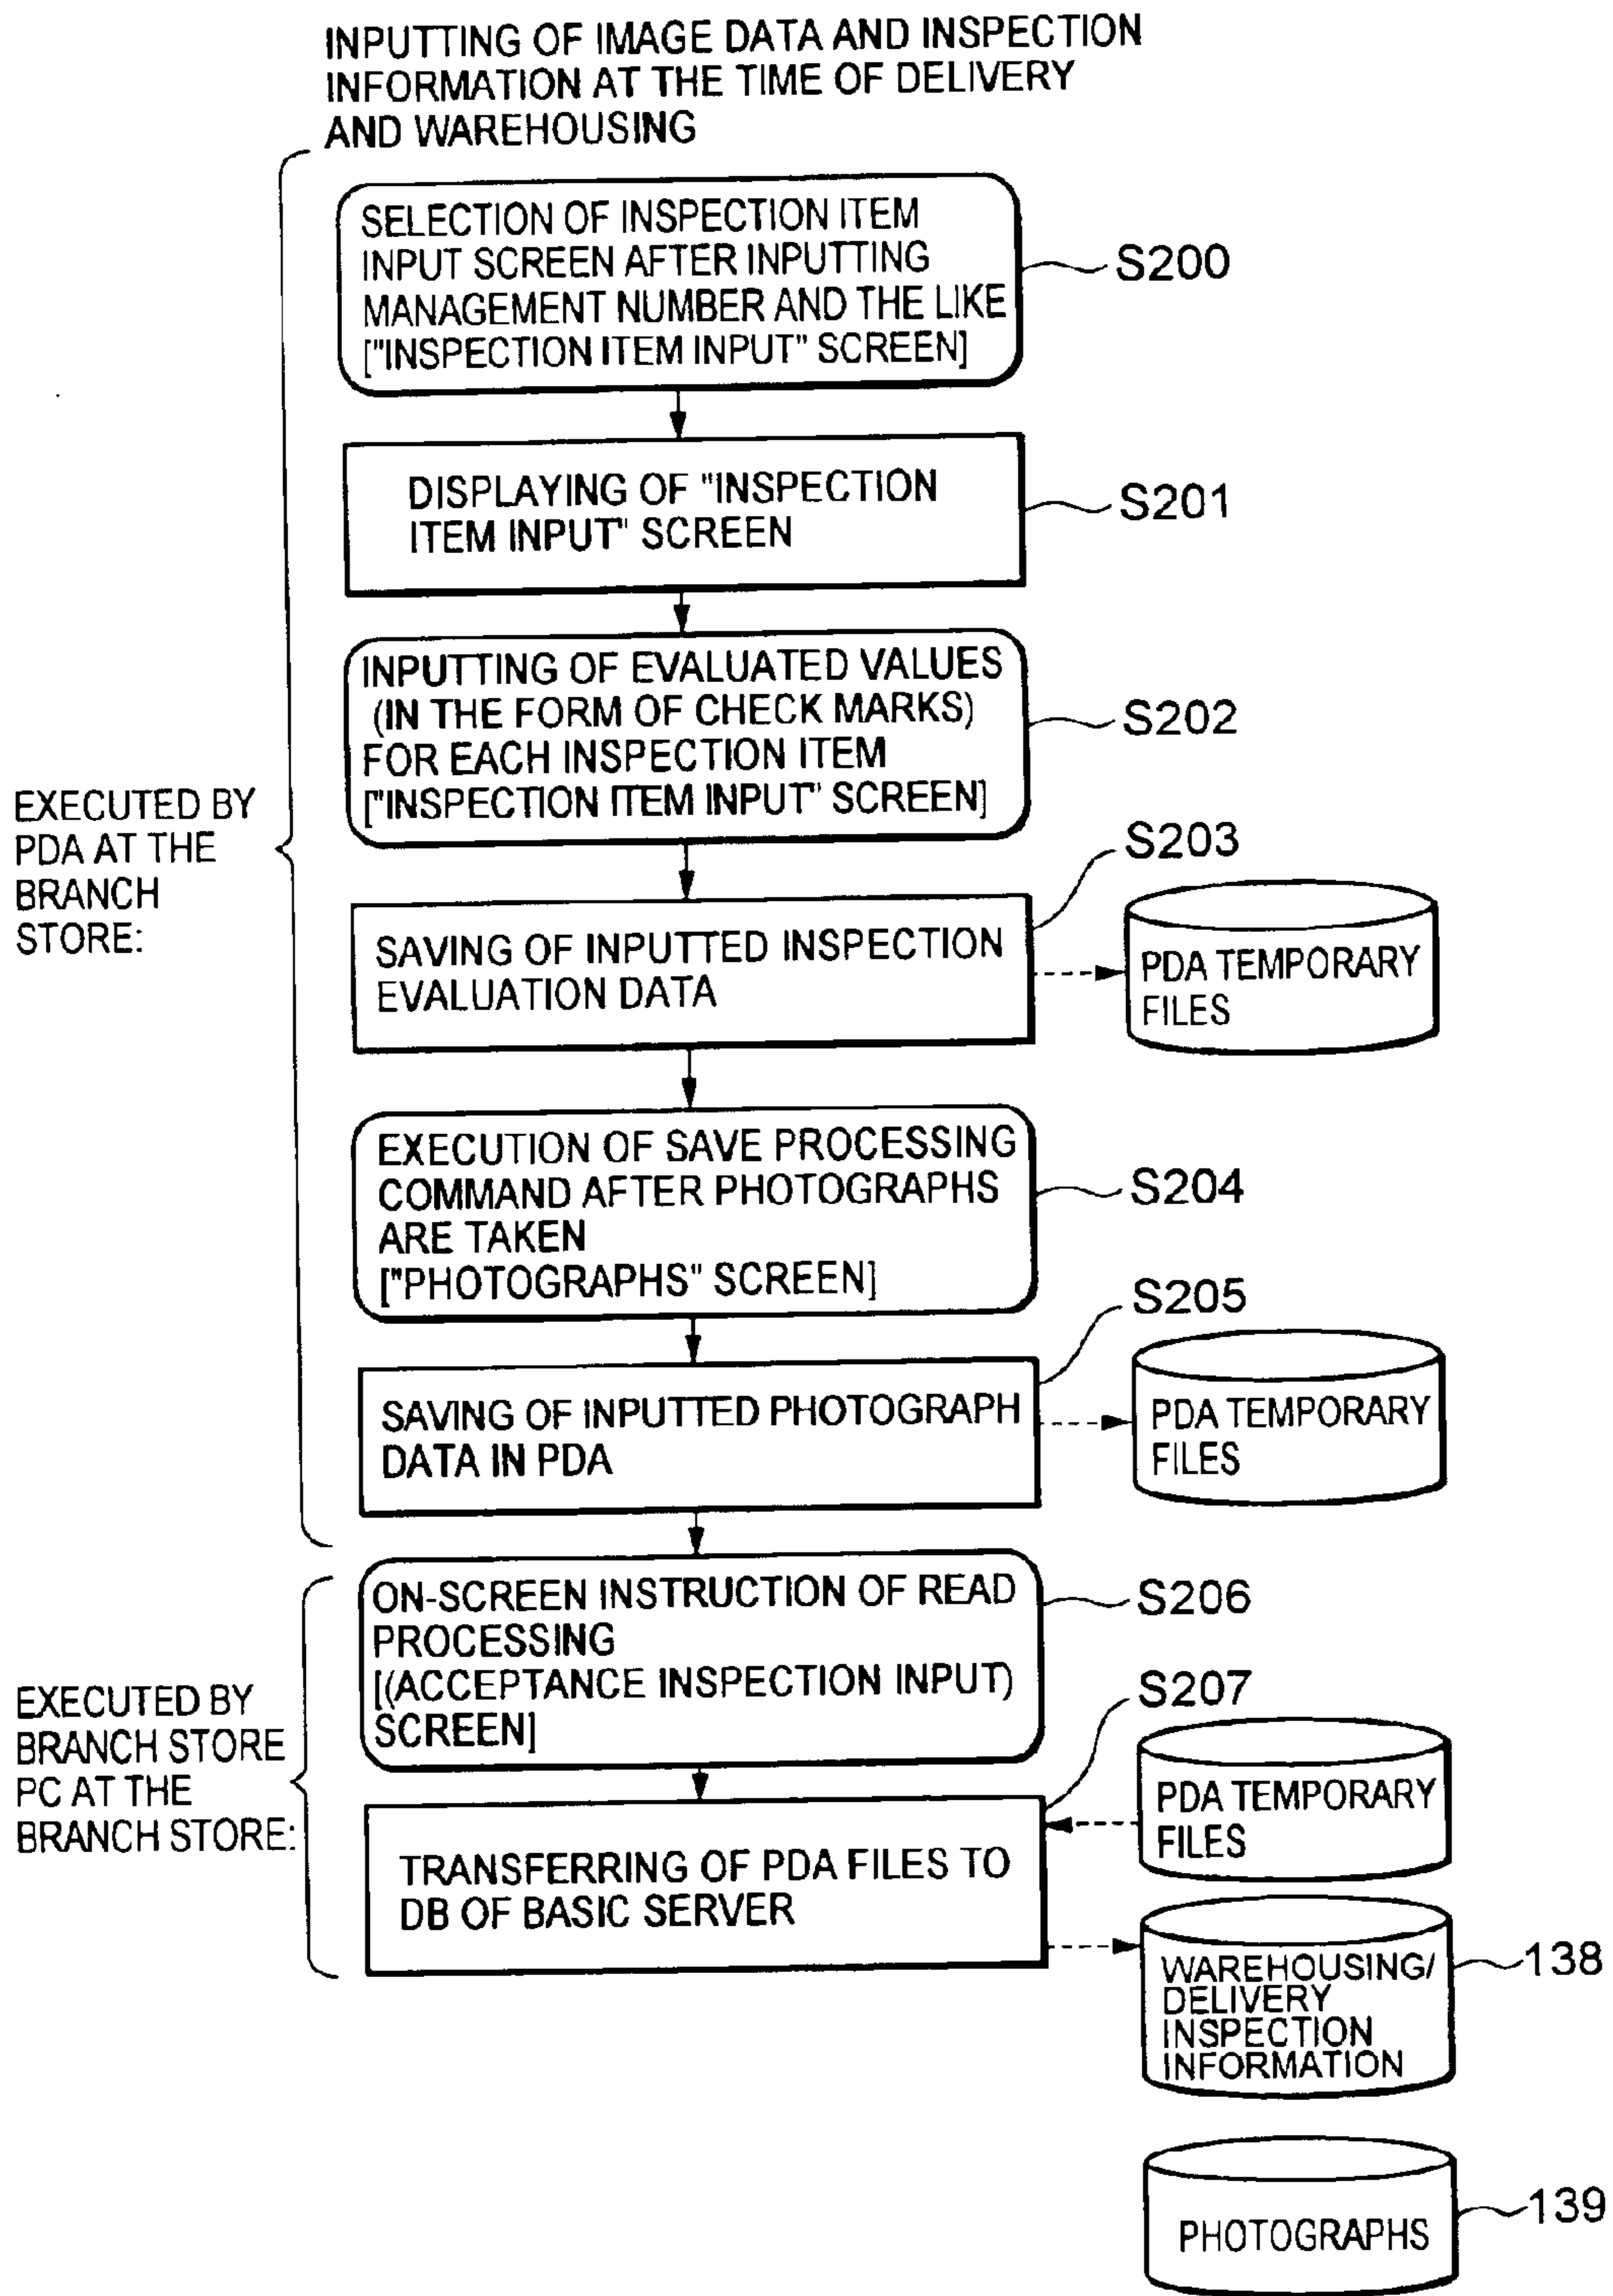 INPUTTING OF IMAGE DATA AND INSPECTION
INFORMATION AT THE TIME OF DELIVERY
AND WAREHOUSING
SELECTION OF INSPECTION ITEM
INPUT SCREEN AFTER INPUTTING
MANAGEMENT NUMBER AND THE LIKE
["INSPECTION ITEM INPUT" SCREEN]
S200
DISPLAYING OF "INSPECTION
ITEM INPUT" SCREEN
S201
INPUTTING OF EVALUATED VALUES
(IN THE FORM OF CHECK MARKS)
FOR EACH INSPECTION ITEM
["INSPECTION ITEM INPUT" SCREEN]
S202
EXECUTED BY
PDA AT THE
BRANCH
STORE:
S203
SAVING OF INPUTTED INSPECTION
EVALUATION DATA
PDA TEMPORARY
FILES
EXECUTION OF SAVE PROCESSING
COMMAND AFTER PHOTOGRAPHS
ARE TAKEN
["PHOTOGRAPHS" SCREEN]
S204
S205
SAVING OF INPUTTED PHOTOGRAPH
DATA IN PDA
PDA TEMPORARY
FILES
ON-SCREEN INSTRUCTION OF READ
PROCESSING
[(ACCEPTANCE INSPECTION INPUT)
SCREEN]
S206
EXECUTED BY
BRANCH STORE
PC AT THE
BRANCH STORE:
S207
PDA TEMPORARY
FILES
TRANSFERRING OF PDA FILES TO
DB OF BASIC SERVER
WAREHOUSING/
DELIVERY
INSPECTION
INFORMATION
138
PHOTOGRAPHS
139